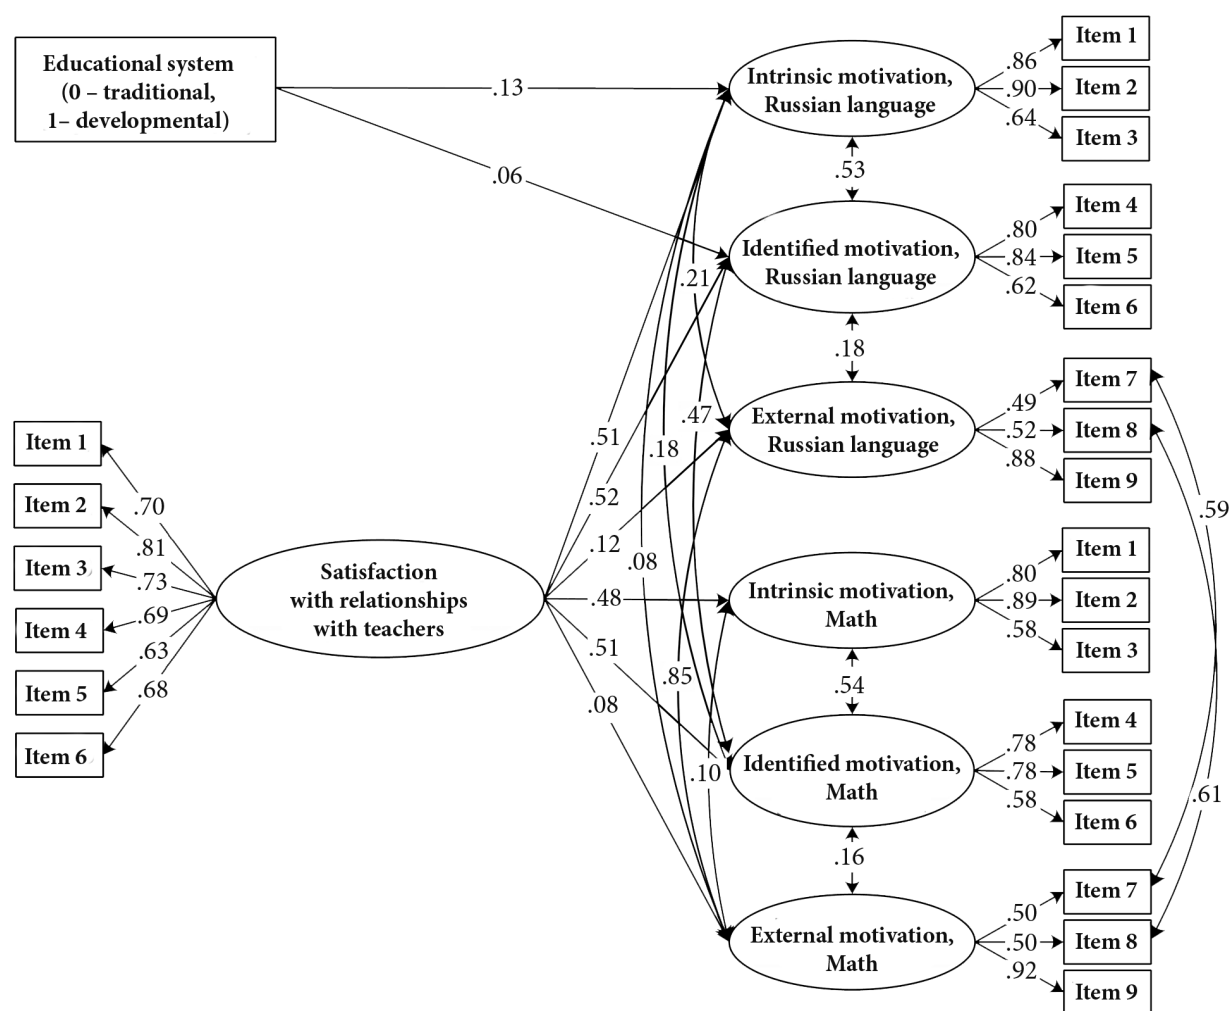 Educational system
(0 – traditional,
1– developmental)
.13
.06
Intrinsic motivation,
Russian language
.86
.90
.64
Item 1
Item 2
Item 3
.53
Identified motivation,
Russian language
.80
.84
.62
Item 4
Item 5
Item 6
.21
.18
External motivation,
Russian language
.49
.52
.88
Item 7
Item 8
Item 9
.47
.18
.59
Item 1
Item 2
Item 3
Item 4
Item 5
Item 6
.70
.81
.73
.69
.63
.68
Satisfaction
with relationships
with teachers
.51
.52
.12
.48
.51
.08
.08
Intrinsic motivation,
Math
.80
.89
.58
Item 1
Item 2
Item 3
.85
.54
.10
Identified motivation,
Math
.78
.78
.58
Item 4
Item 5
Item 6
.61
.16
External motivation,
Math
.50
.50
.92
Item 7
Item 8
Item 9